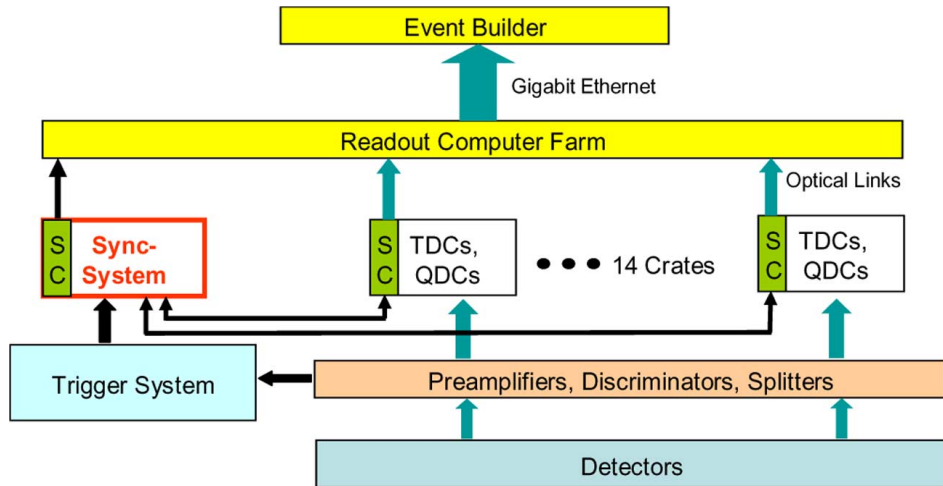 Event Builder
Gigabit Ethernet
Readout Computer Farm
Optical Links
S
C
Sync-
System
S
C
TDCs,
QDCs
14 Crates
S
C
TDCs,
QDCs
Trigger System
Preamplifiers, Discriminators, Splitters
Detectors